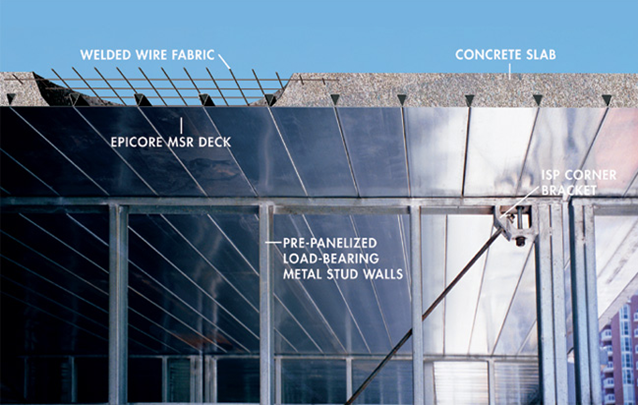 WELDED WIRE FABRIC
CONCRETE SLAB
EPICORE MSR DECK
ISP CORNER
BRACKET
PRE-PANELIZED
LOAD-BEARING
METAL STUD WALLS